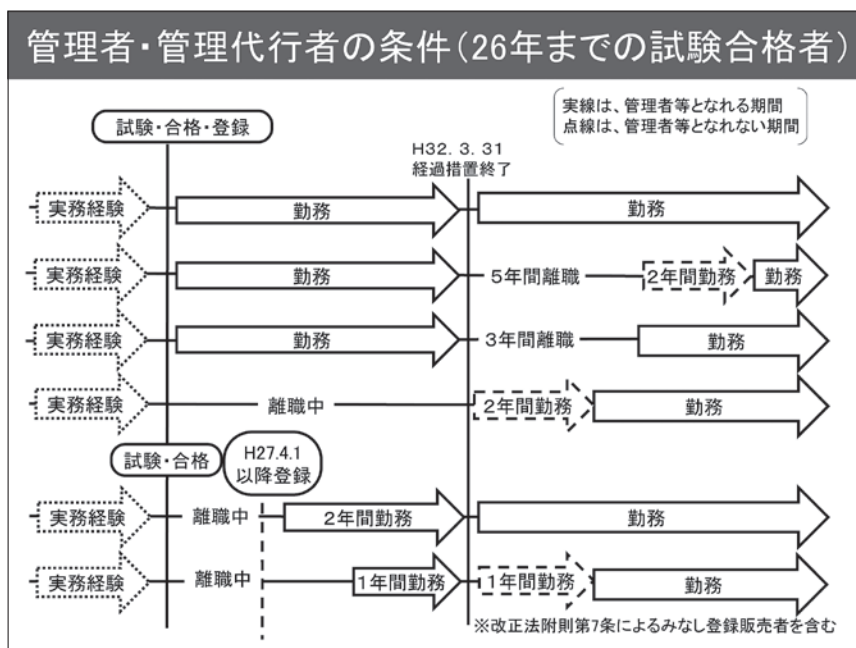 管理者・管理代行者の条件(26年までの試験合格者)
実線は、管理者等となれる期間
点線は、管理者等となれない期間
試験・合格・登録
H32. 3. 31
経過措置終了
実務経験 勤務 勤務
実務経験 勤務 5年間離職 2年間勤務 勤務
実務経験 勤務 3年間離職 勤務
実務経験 離職中 2年間勤務 勤務
試験・合格
H27.4.1
以降登録
実務経験 離職中 2年間勤務 勤務
実務経験 離職中 1年間勤務 1年間勤務 勤務
※改正法附則第7条によるみなし登録販売者を含む